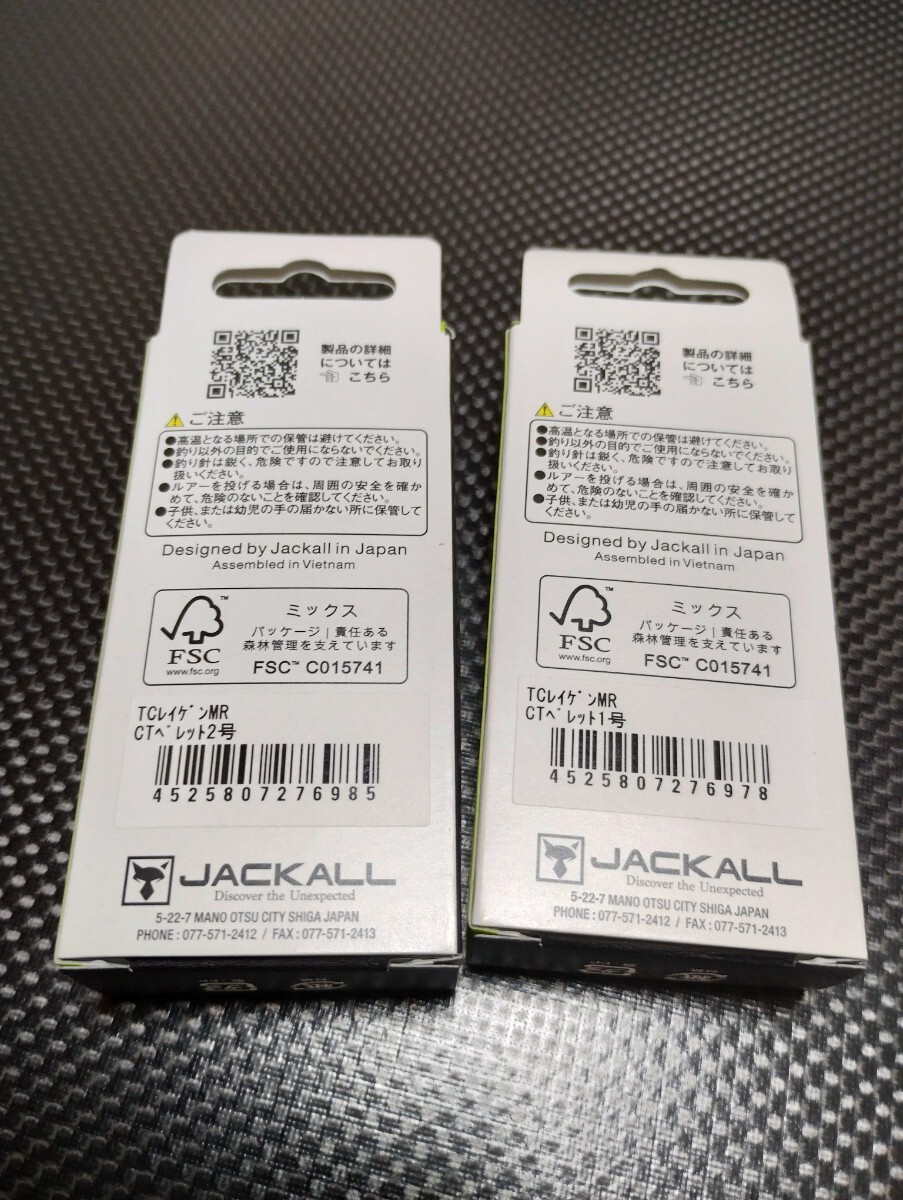 製品の詳細
については
☜ こちら
ご注意
●高温となる場所での保管は避けてください。
●釣り以外の目的でご使用にならないでください。
●釣り針は鋭く、危険ですので注意してお取り
扱いください。
●ルアーを投げる場合は、周囲の安全を確か
めて、危険のないことを確認してください。
●子供、または幼児の手の届かない所に保管して
ください。
Designed by Jackall in Japan
Assembled in Vietnam
FSC™
www.fsc.org
ミックス
パッケージ | 責任ある
森林管理を支えています
FSC™ C015741
TCレイゲンMR
CTペレット2号
4525807276985
JACKALL
Discover the Unexpected
5-22-7 MANO OTSU CITY SHIGA JAPAN
PHONE : 077-571-2412 / FAX : 077-571-2413
製品の詳細
については
☜ こちら
ご注意
●高温となる場所での保管は避けてください。
●釣り以外の目的でご使用にならないでください。
●釣り針は鋭く、危険ですので注意してお取り
扱いください。
●ルアーを投げる場合は、周囲の安全を確か
めて、危険のないことを確認してください。
●子供、または幼児の手の届かない所に保管して
ください。
Designed by Jackall in Japan
Assembled in Vietnam
FSC™
www.fsc.org
ミックス
パッケージ | 責任ある
森林管理を支えています
FSC™ C015741
TCレイゲンMR
CTペレット1号
4525807276978
JACKALL
Discover the Unexpected
5-22-7 MANO OTSU CITY SHIGA JAPAN
PHONE : 077-571-2412 / FAX : 077-571-2413